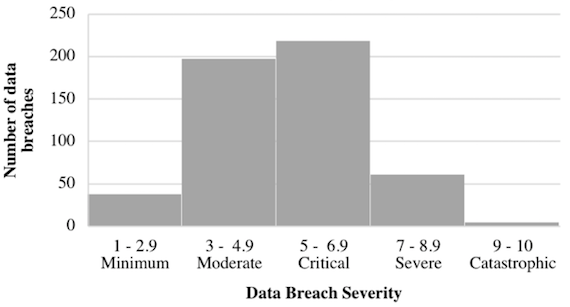 250
200
150
100
50
0
Number of data
breaches
1 - 2.9 3 - 4.9 5 - 6.9 7 - 8.9 9 - 10
Minimum Moderate Critical Severe Catastrophic
Data Breach Severity